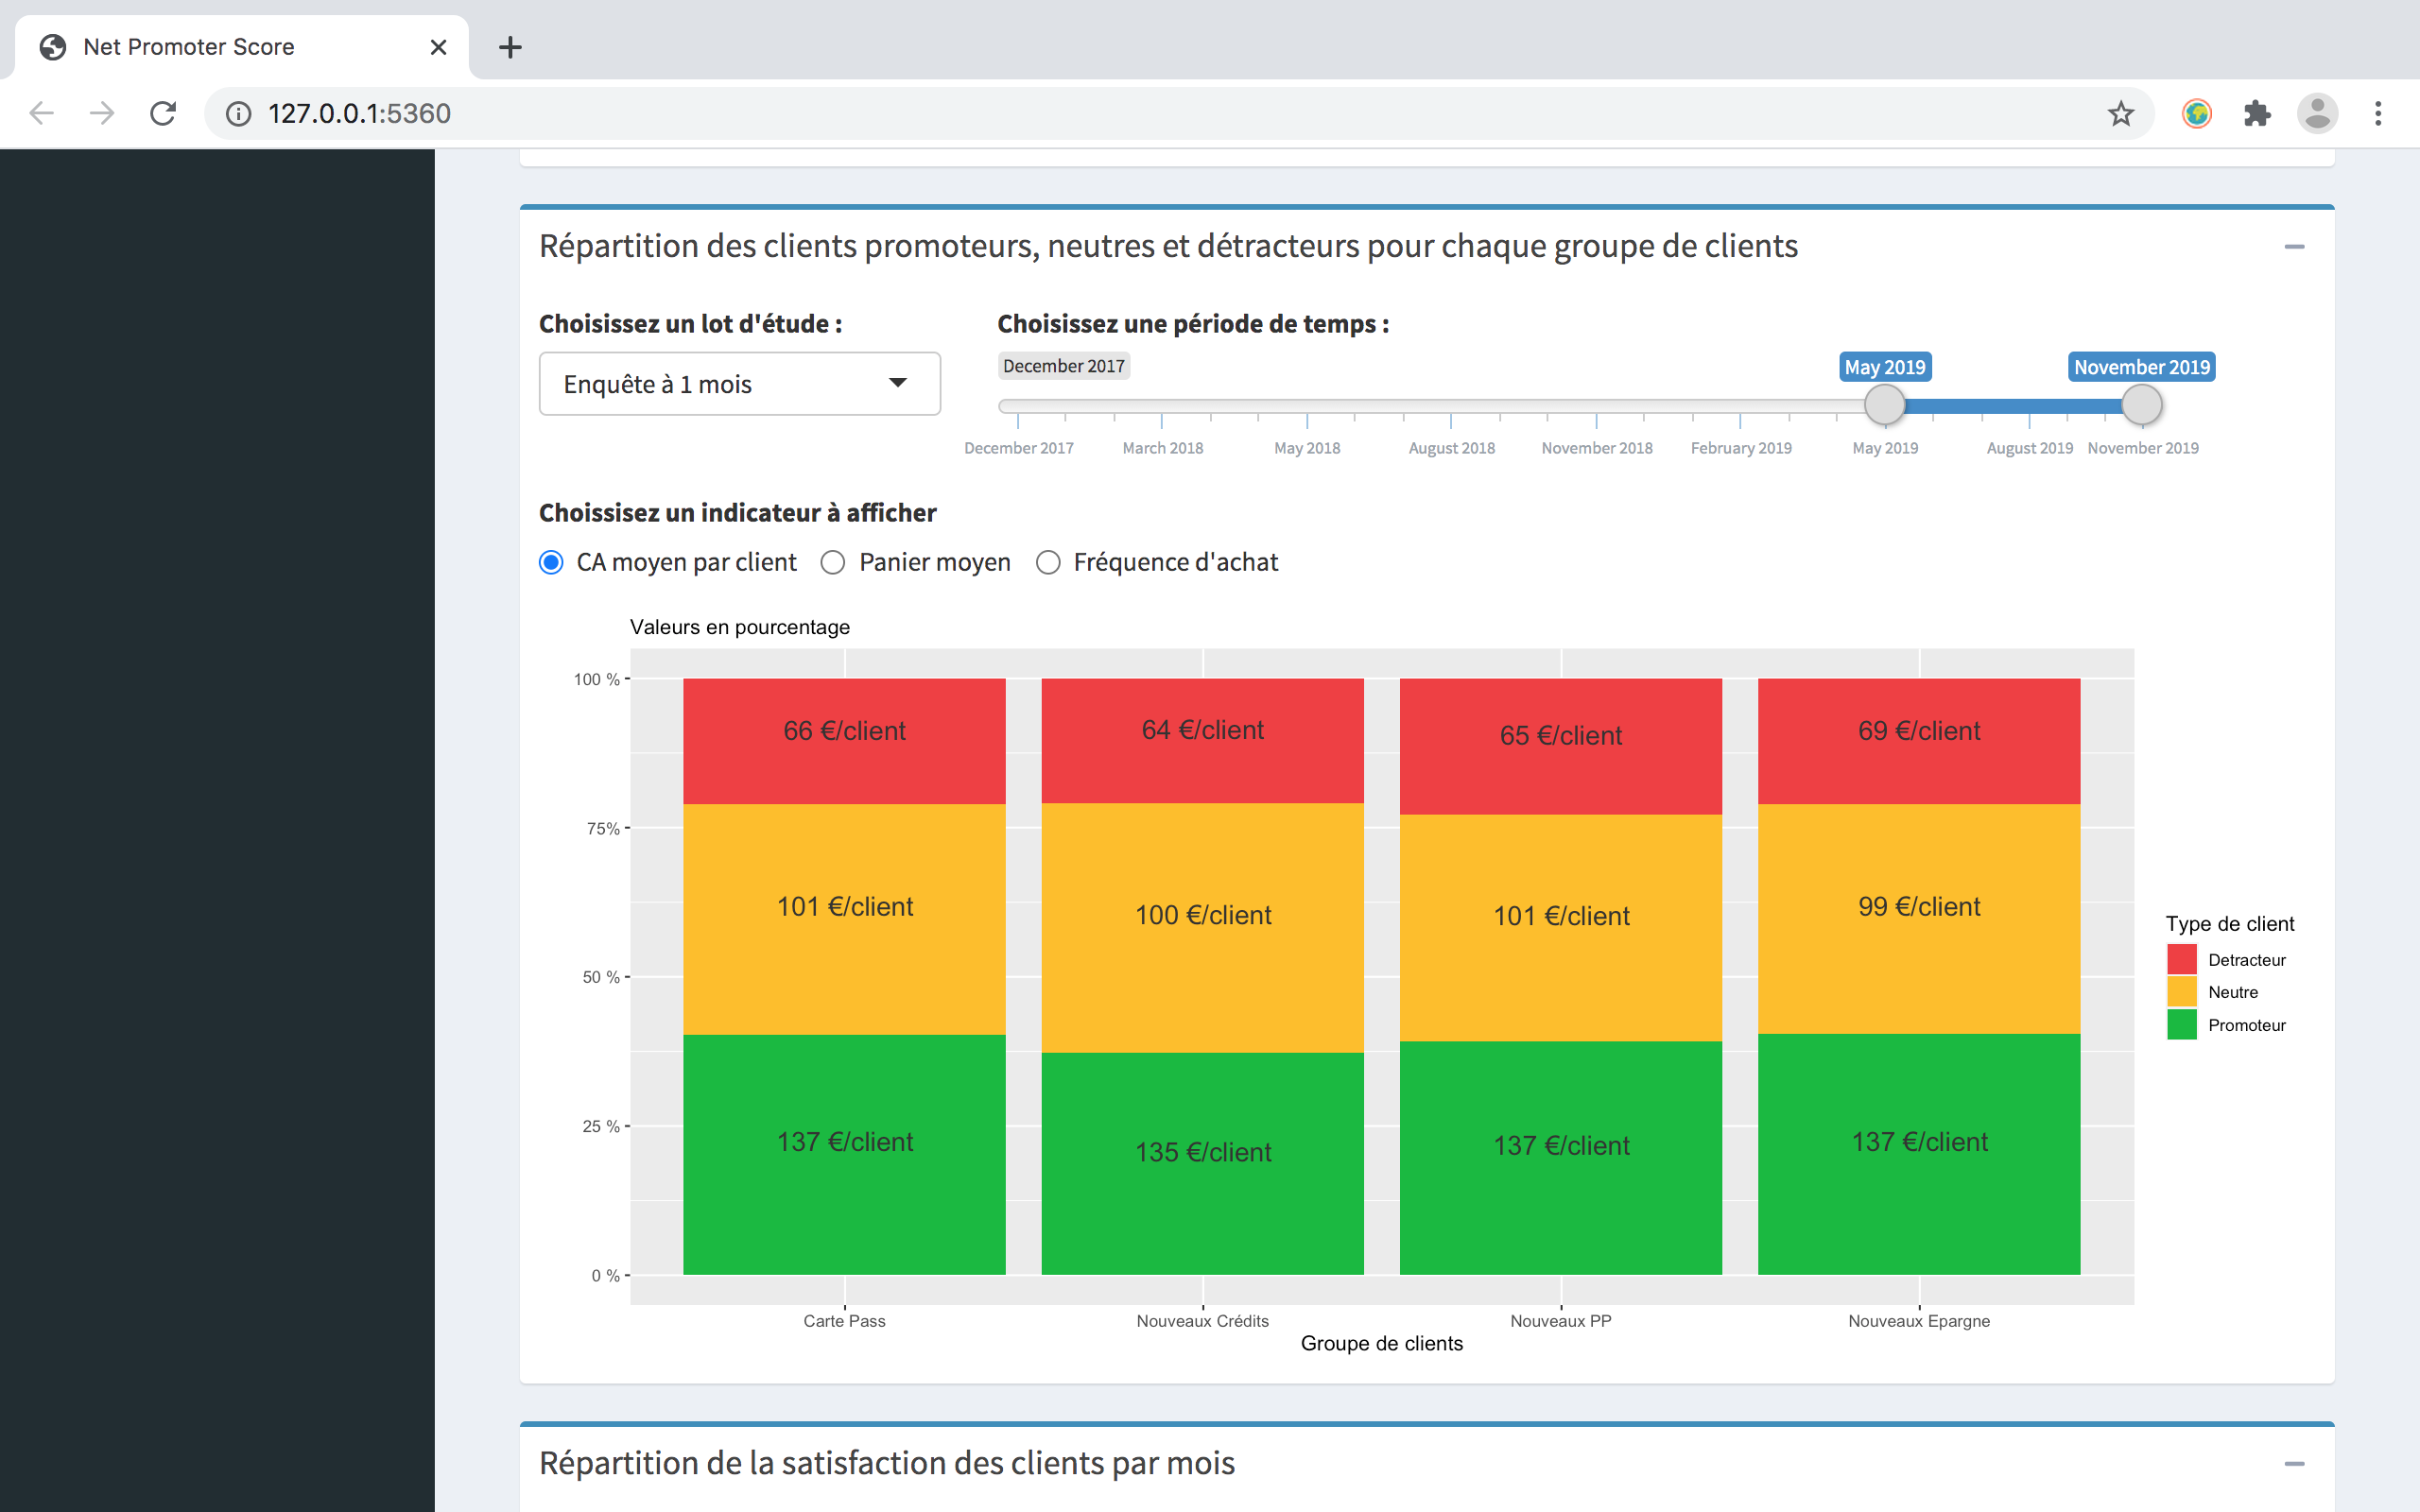 Net Promoter Score
127.0.0.1:5360
Répartition des clients promoteurs, neutres et détracteurs pour chaque groupe de clients
Choisissez un lot d'étude :
Enquête à 1 mois
Choisissez une période de temps :
December 2017
May 2019
November 2019
December 2017 March 2018 May 2018 August 2018 November 2018 February 2019 May 2019 August 2019 November 2019
Choissisez un indicateur à afficher
CA moyen par client Panier moyen Fréquence d'achat
Valeurs en pourcentage
100 %
66 €/client 64 €/client 65 €/client 69 €/client
75%
101 €/client 100 €/client 101 €/client 99 €/client
50 %
25 %
137 €/client 135 €/client 137 €/client 137 €/client
0 %
Carte Pass Nouveaux Crédits Nouveaux PP Nouveaux Epargne
Groupe de clients
Type de client
Detracteur
Neutre
Promoteur
Répartition de la satisfaction des clients par mois